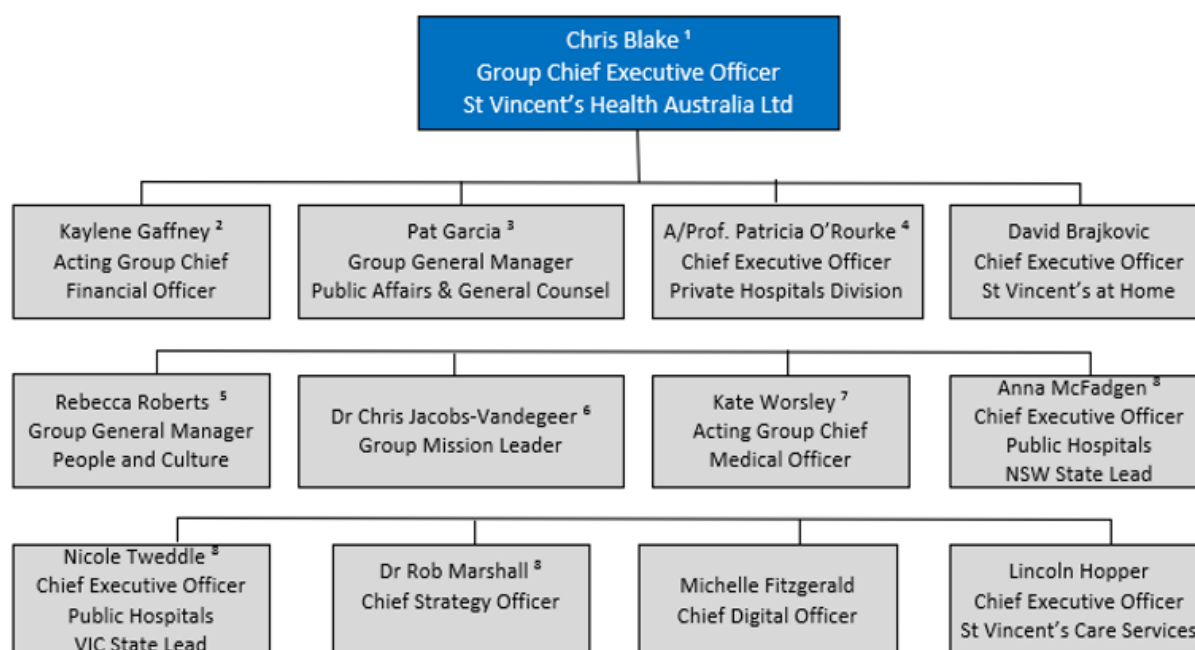 Chris Blake ¹
Group Chief Executive Officer
St Vincent's Health Australia Ltd
Kaylene Gaffney ²
Acting Group Chief
Financial Officer
Pat Garcia ³
Group General Manager
Public Affairs & General Counsel
A/Prof. Patricia O'Rourke ⁴
Chief Executive Officer
Private Hospitals Division
David Brajkovic
Chief Executive Officer
St Vincent's at Home
Rebecca Roberts ⁵
Group General Manager
People and Culture
Dr Chris Jacobs-Vandegeer ⁶
Group Mission Leader
Kate Worsley ⁷
Acting Group Chief
Medical Officer
Anna McFadgen ⁸
Chief Executive Officer
Public Hospitals
NSW State Lead
Nicole Tweddle ⁸
Chief Executive Officer
Public Hospitals
VIC State Lead
Dr Rob Marshall ⁸
Chief Strategy Officer
Michelle Fitzgerald
Chief Digital Officer
Lincoln Hopper
Chief Executive Officer
St Vincent's Care Services